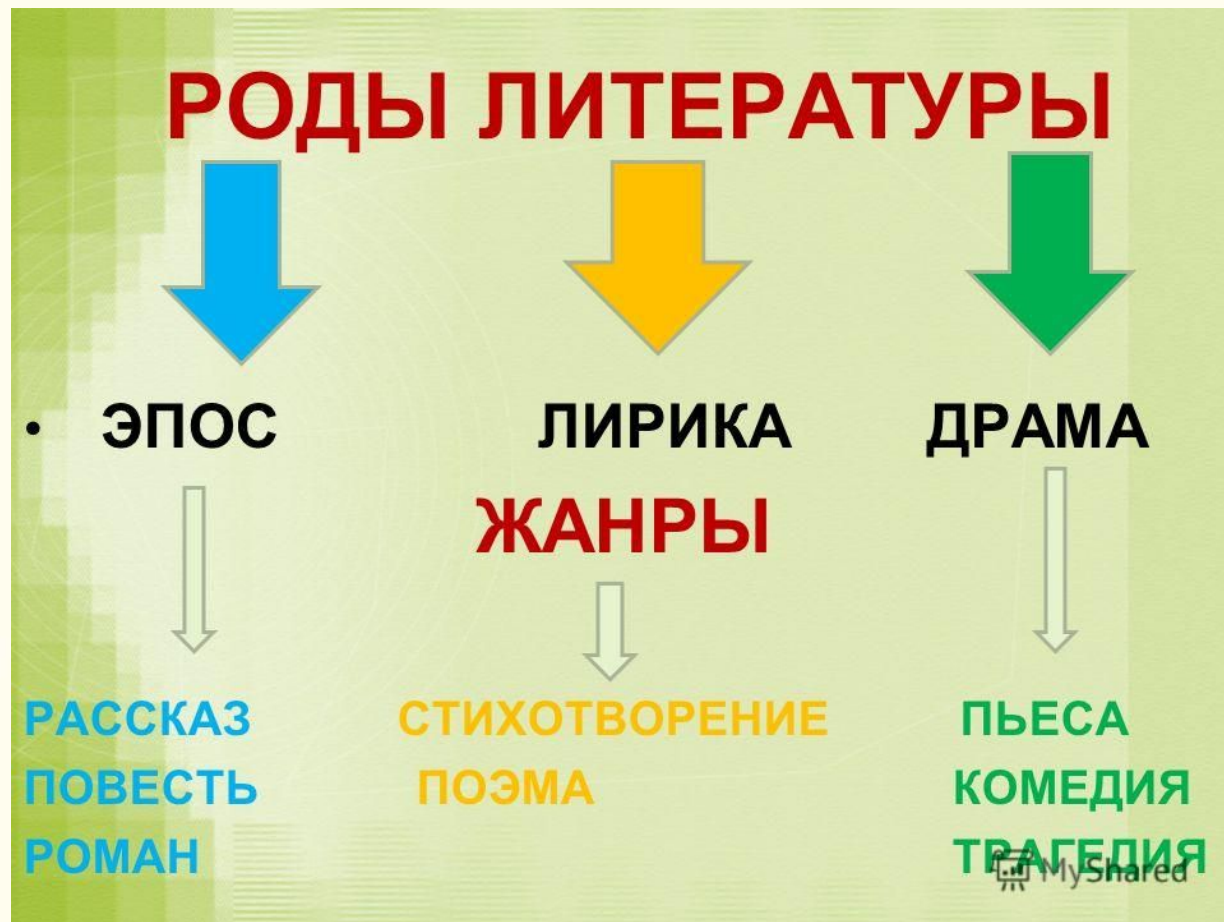 РОДЫ ЛИТЕРАТУРЫ
• ЭПОС ЛИРИКА ДРАМА
ЖАНРЫ
РАССКАЗ СТИХОТВОРЕНИЕ ПЬЕСА
ПОВЕСТЬ ПОЭМА КОМЕДИЯ
РОМАН ТРАГЕДИЯ
MyShared